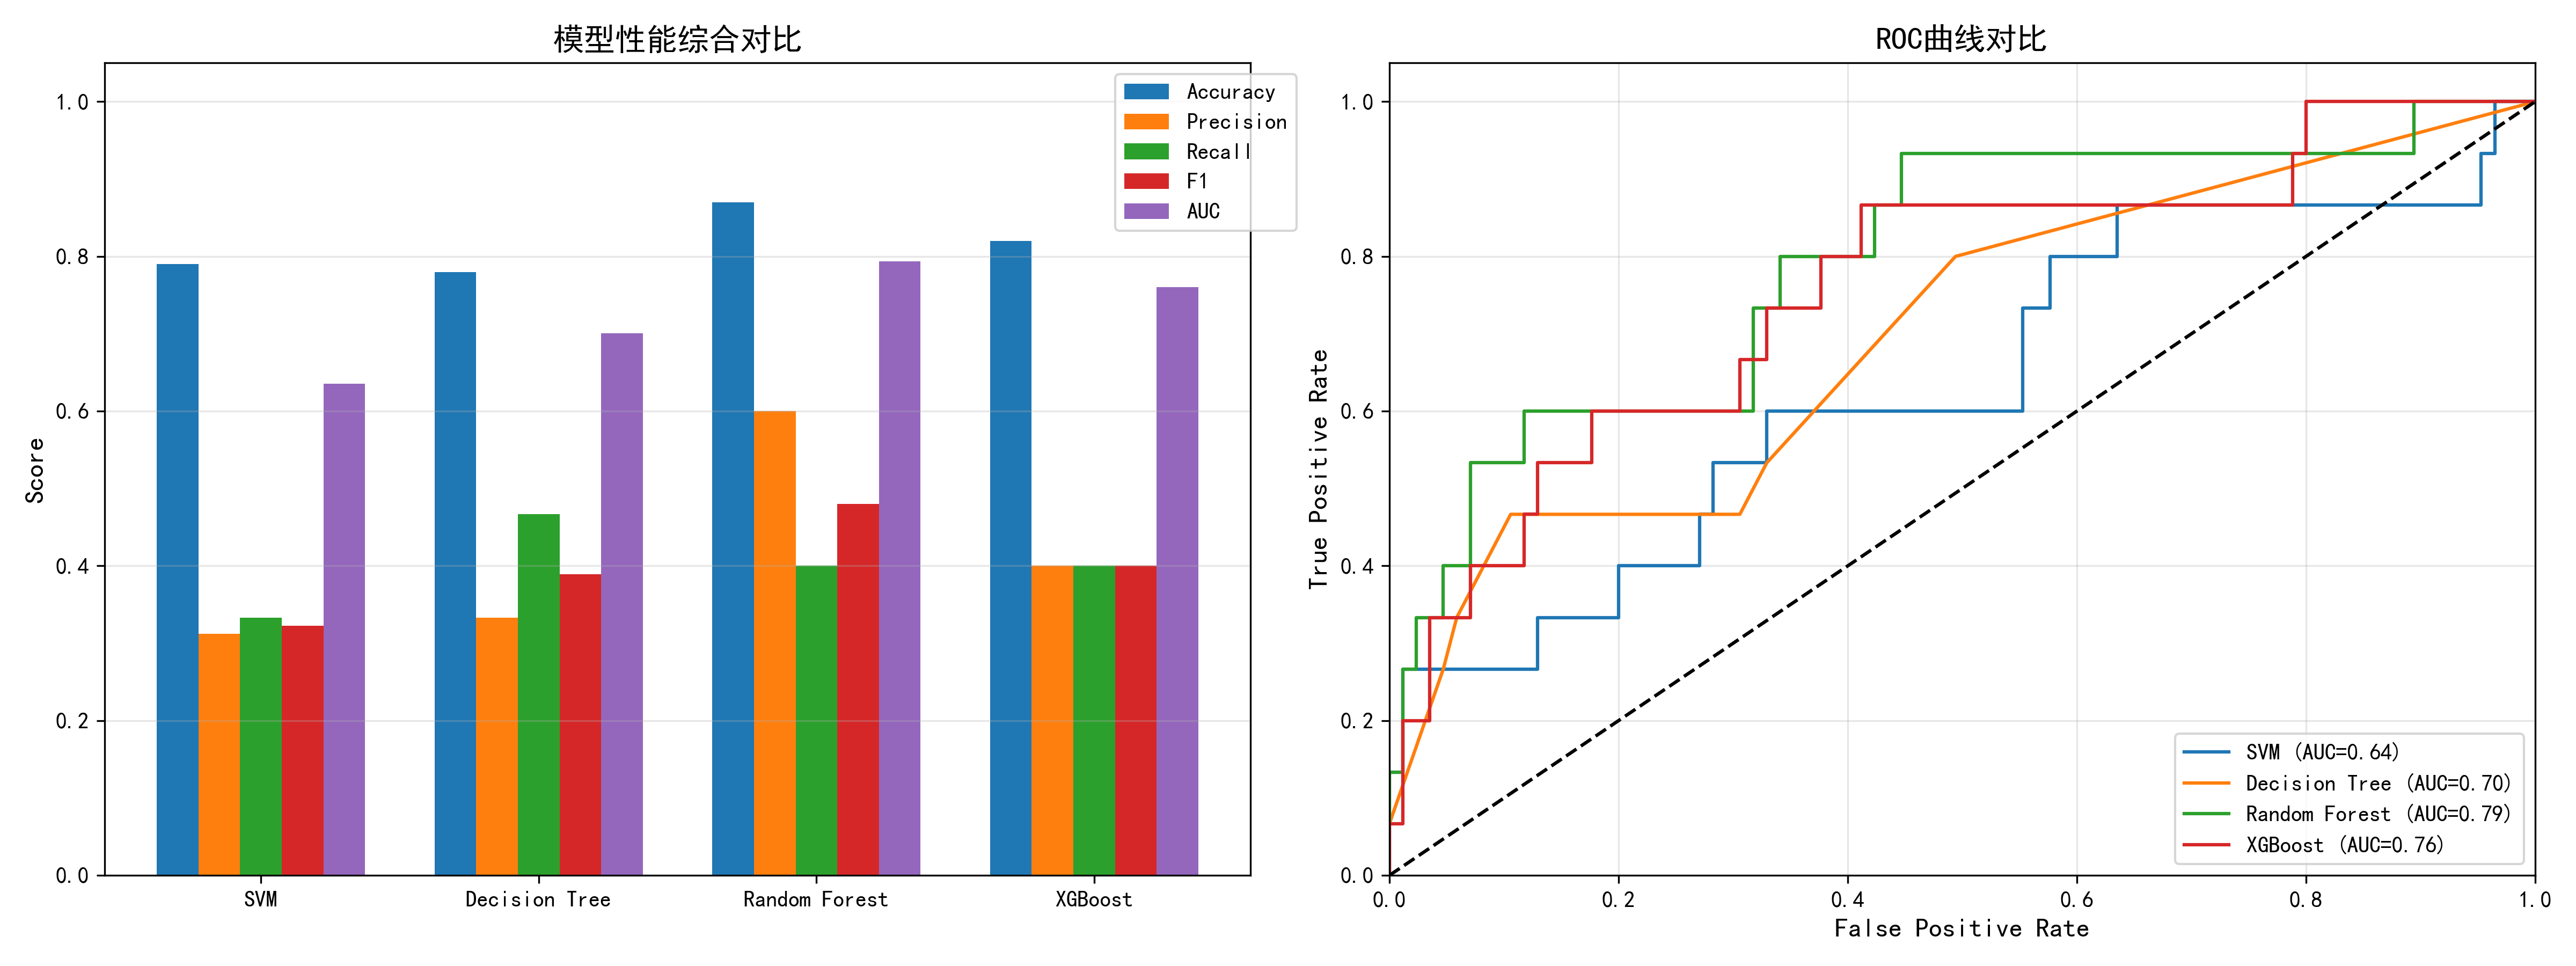 模型性能综合对比
Score
1.0
0.8
0.6
0.4
0.2
0.0
SVM
Decision Tree
Random Forest
XGBoost
Accuracy
Precision
Recall
F1
AUC
ROC曲线对比
True Positive Rate
1.0
0.8
0.6
0.4
0.2
0.0
0.0
0.2
0.4
0.6
0.8
1.0
False Positive Rate
SVM (AUC=0.64)
Decision Tree (AUC=0.70)
Random Forest (AUC=0.79)
XGBoost (AUC=0.76)